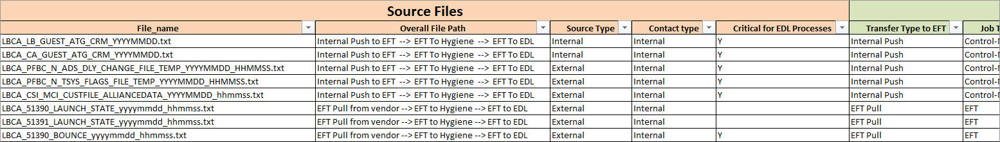 Source Files
File_name Overall File Path Source Type Contact type Critical for EDL Processes Transfer Type to EFT Job T
LBCA_LB_GUEST_ATG_CRM_YYYYMMDD.txt Internal Push to EFT --> EFT To Hygiene --> EFT To EDL Internal Internal Y Internal Push Control-M
LBCA_CA_GUEST_ATG_CRM_YYYYMMDD.txt Internal Push to EFT --> EFT To Hygiene --> EFT To EDL Internal Internal Y Internal Push Control-M
LBCA_PFBC_N_ADS_DLY_CHANGE_FILE_TEMP_YYYYMMDD_HHMMSS.txt Internal Push to EFT --> EFT To Hygiene --> EFT To EDL External Internal Y Internal Push Control-M
LBCA_PFBC_N_TSYS_FLAGS_FILE_TEMP_YYYYMMDD_HHMMSS.txt Internal Push to EFT --> EFT To Hygiene --> EFT To EDL External Internal Y Internal Push Control-M
LBCA_CSI_MCI_CUSTFILE_ALLIANCEDATA_YYYYMMDD_hhmmss.txt Internal Push to EFT --> EFT To Hygiene --> EFT To EDL External Internal Y Internal Push Control-M
LBCA_51390_LAUNCH_STATE_yyyymmdd_hhmmss.txt EFT Pull from vendor --> EFT to Hygiene --> EFT to EDL External Internal EFT Pull EFT
LBCA_51391_LAUNCH_STATE_yyyymmdd_hhmmss.txt EFT Pull from vendor --> EFT to Hygiene --> EFT to EDL External Internal EFT Pull EFT
LBCA_51390_BOUNCE_yyyymmdd_hhmmss.txt EFT Pull from vendor --> EFT to Hygiene --> EFT to EDL External Internal Y EFT Pull EFT